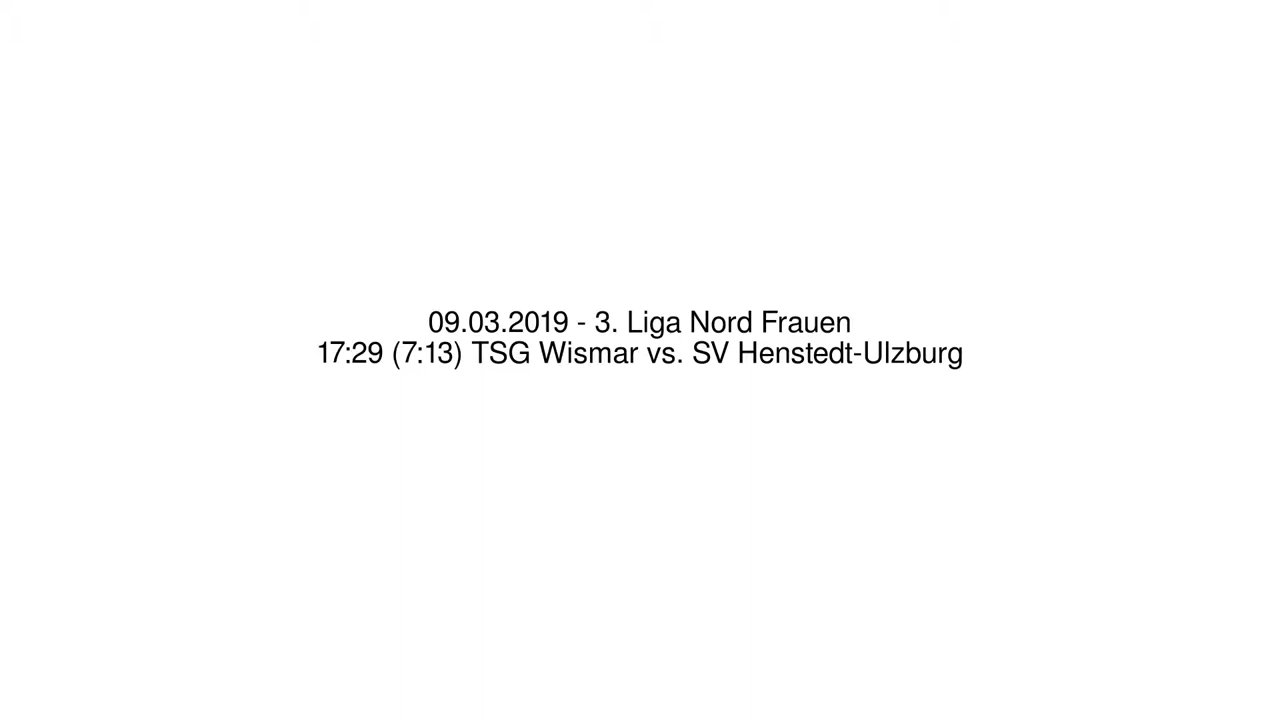 09.03.2019 - 3. Liga Nord Frauen
17:29 (7:13) TSG Wismar vs. SV Henstedt-Ulzburg